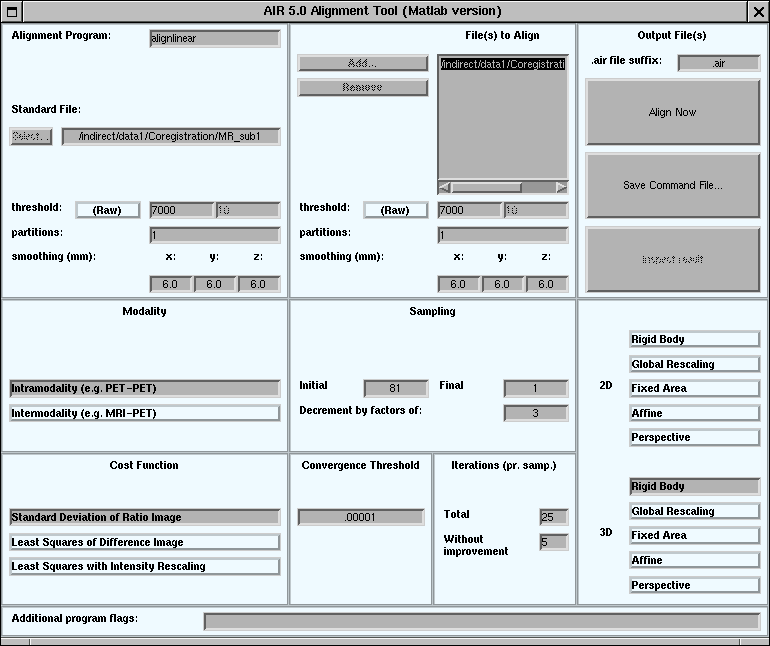 AIR 5.0 Alignment Tool (Matlab version)
Alignment Program:
alignlinear
Standard File:
Select...
/indirect/data1/Coregistration/MR_sub1
threshold:
(Raw)
7000
10
partitions:
1
smoothing (mm):
x:
y:
z:
6.0
6.0
6.0
File(s) to Align
Add...
Remove
/indirect/data1/Coregistrati
threshold:
(Raw)
7000
10
partitions:
1
smoothing (mm):
x:
y:
z:
6.0
6.0
6.0
Output File(s)
.air file suffix:
.air
Align Now
Save Command File...
Inspect result
Modality
Intramodality (e.g. PET-PET)
Intermodality (e.g. MRI-PET)
Sampling
Initial
81
Final
1
Decrement by factors of:
3
2D
Rigid Body
Global Rescaling
Fixed Area
Affine
Perspective
3D
Rigid Body
Global Rescaling
Fixed Area
Affine
Perspective
Cost Function
Standard Deviation of Ratio Image
Least Squares of Difference Image
Least Squares with Intensity Rescaling
Convergence Threshold
.00001
Iterations (pr. samp.)
Total
25
Without
improvement
5
Additional program flags: